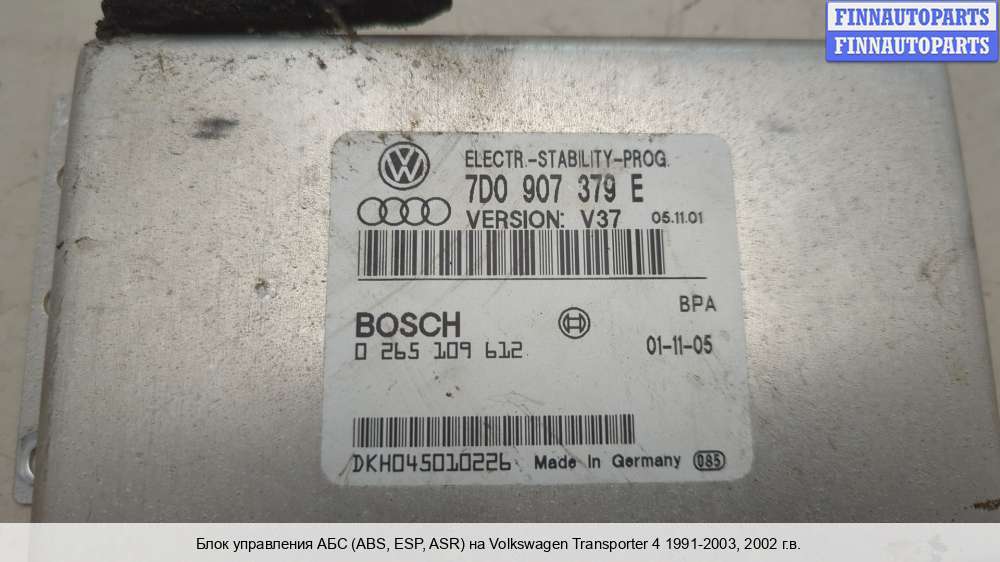 FINNAUTOPARTS
FINNAUTOPARTS
ELECTR.-STABILITY-PROG.
7D0 907 379 E
VERSION: V37 05.11.01
BPA
BOSCH
0 265 109 612 01-11-05
DKH045010226 Made in Germany 085
Блок управления АБС (ABS, ESP, ASR) на Volkswagen Transporter 4 1991-2003, 2002 г.в.